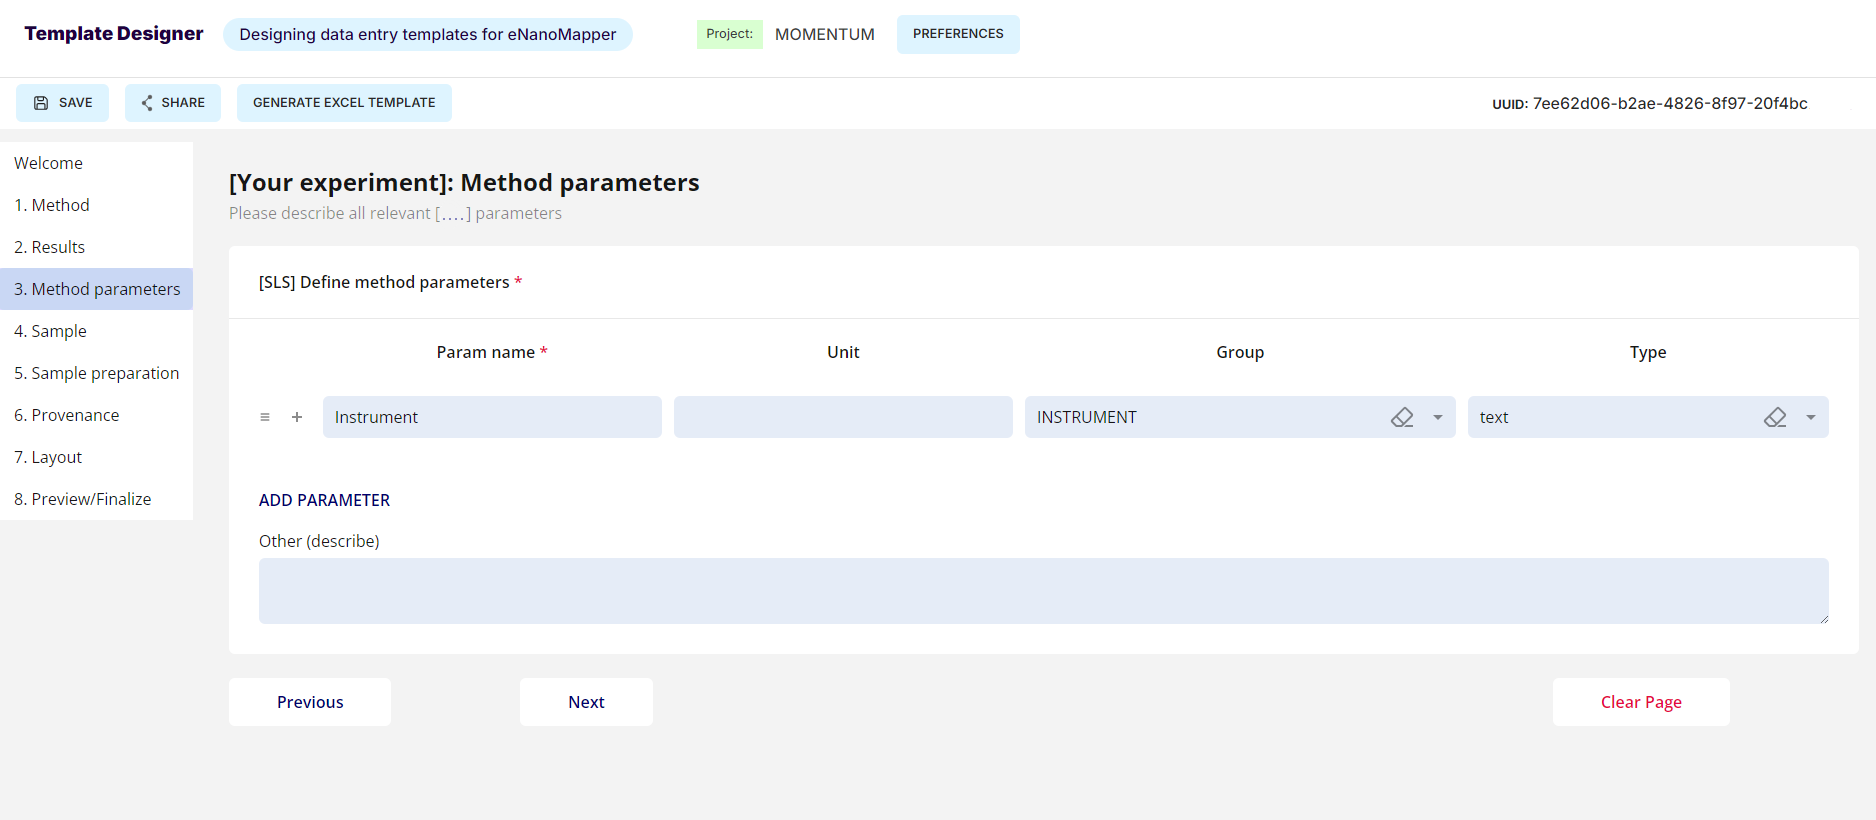 Template Designer
Designing data entry templates for eNanoMapper
Project:
MOMENTUM
PREFERENCES
SAVE
SHARE
GENERATE EXCEL TEMPLATE
UUID: 7ee62d06-b2ae-4826-8f97-20f4bc
Welcome
1. Method
2. Results
3. Method parameters
4. Sample
5. Sample preparation
6. Provenance
7. Layout
8. Preview/Finalize
[Your experiment]: Method parameters
Please describe all relevant [....] parameters
[SLS] Define method parameters *
Param name *
Unit
Group
Type
Instrument
INSTRUMENT
text
ADD PARAMETER
Other (describe)
Previous
Next
Clear Page